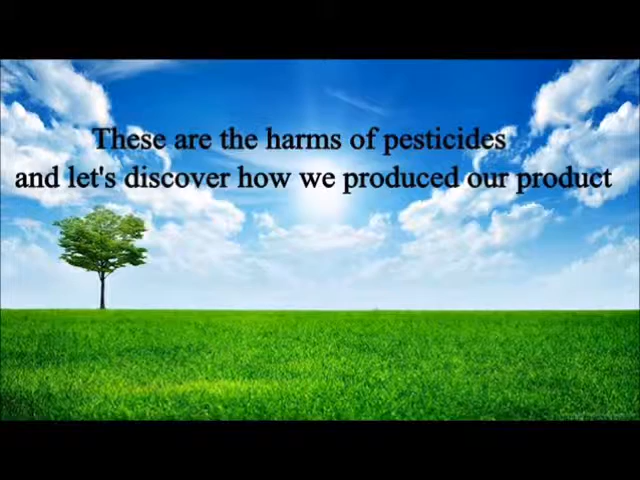 These are the harms of pesticides
and let's discover how we produced our product